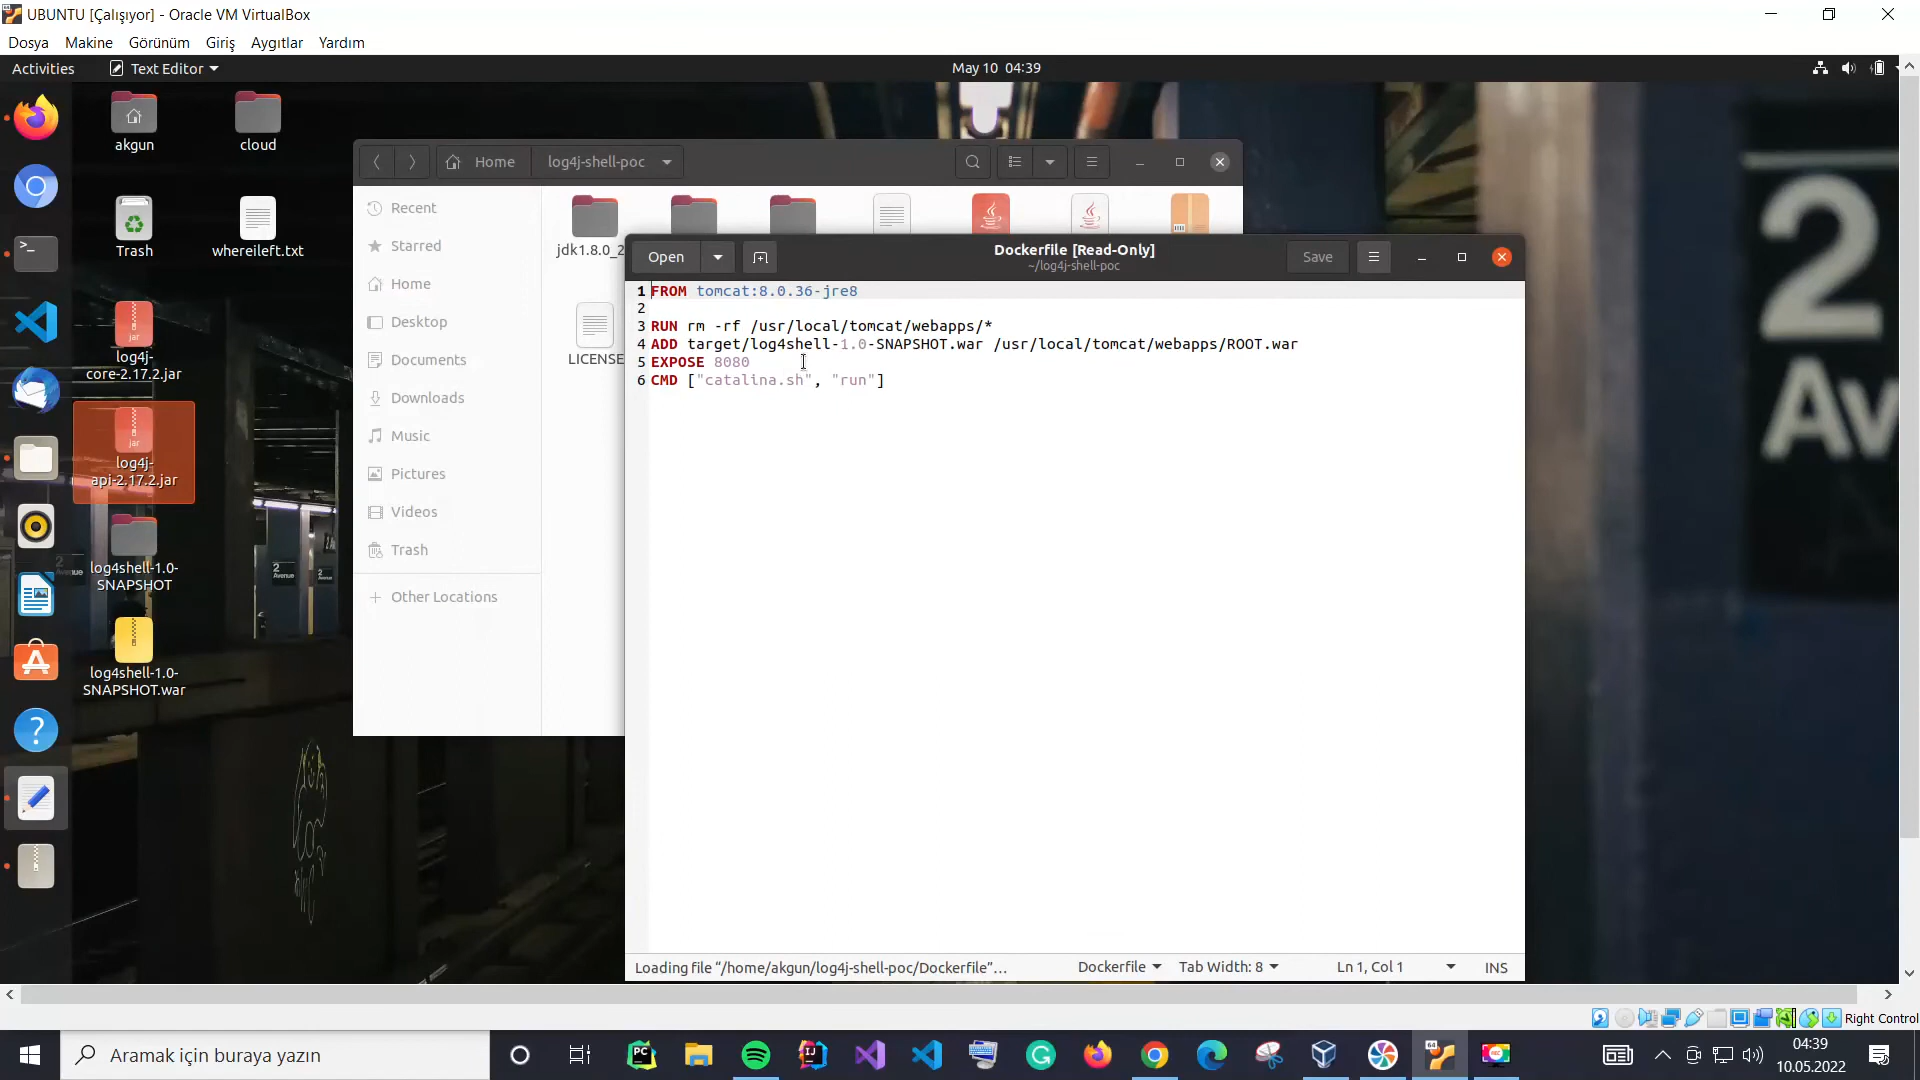 UBUNTU [Çalışıyor] - Oracle VM VirtualBox
Dosya Makine Görünüm Giriş Aygıtlar Yardım
Activities Text Editor May 10 04:39
akgun
cloud
Trash
whereileft.txt
log4j-
core-2.17.2.jar
log4j-
api-2.17.2.jar
log4shell-1.0-
SNAPSHOT
log4shell-1.0-
SNAPSHOT.war
Home log4j-shell-poc
Recent
Starred
Home
Desktop
Documents
Downloads
Music
Pictures
Videos
Trash
Other Locations
jdk1.8.0_2
LICENSE
Open
Dockerfile [Read-Only]
~/log4j-shell-poc
Save
1 FROM tomcat:8.0.36-jre8
2
3 RUN rm -rf /usr/local/tomcat/webapps/*
4 ADD target/log4shell-1.0-SNAPSHOT.war /usr/local/tomcat/webapps/ROOT.war
5 EXPOSE 8080
6 CMD ["catalina.sh", "run"]
Loading file “/home/akgun/log4j-shell-poc/Dockerfile”... Dockerfile Tab Width: 8 Ln 1, Col 1 INS
2
Av
Right Control
Aramak için buraya yazın
04:39
10.05.2022